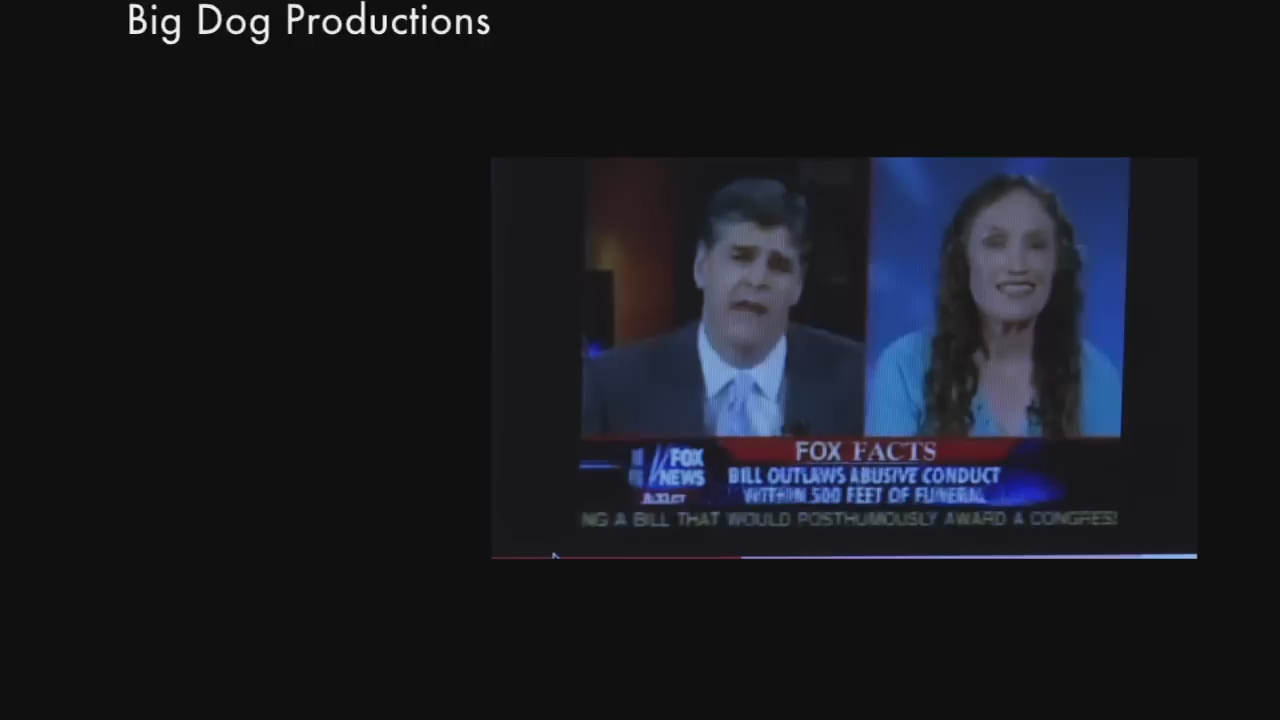 Big Dog Productions
FOX FACTS
FOX
NEWS
BILL OUTLAWS ABUSIVE CONDUCT
WITHIN 500 FEET OF FUNERAL
NG A BILL THAT WOULD POSTHUMOUSLY AWARD A CONGRES